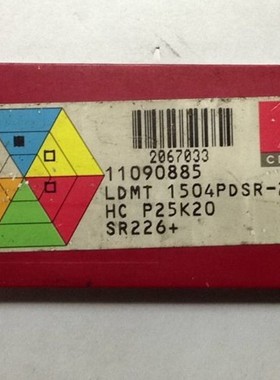 2067033
11090885
LDMT 1504PDSR-
HC P25K20
SR226+